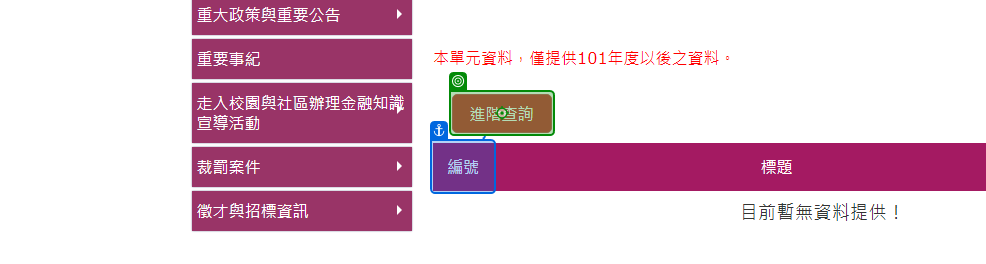 重大政策與重要公告
重要事紀
走入校園與社區辦理金融知識
宣導活動
裁罰案件
徵才與招標資訊
本單元資料，僅提供101年度以後之資料。
進階查詢
編號
標題
目前暫無資料提供！